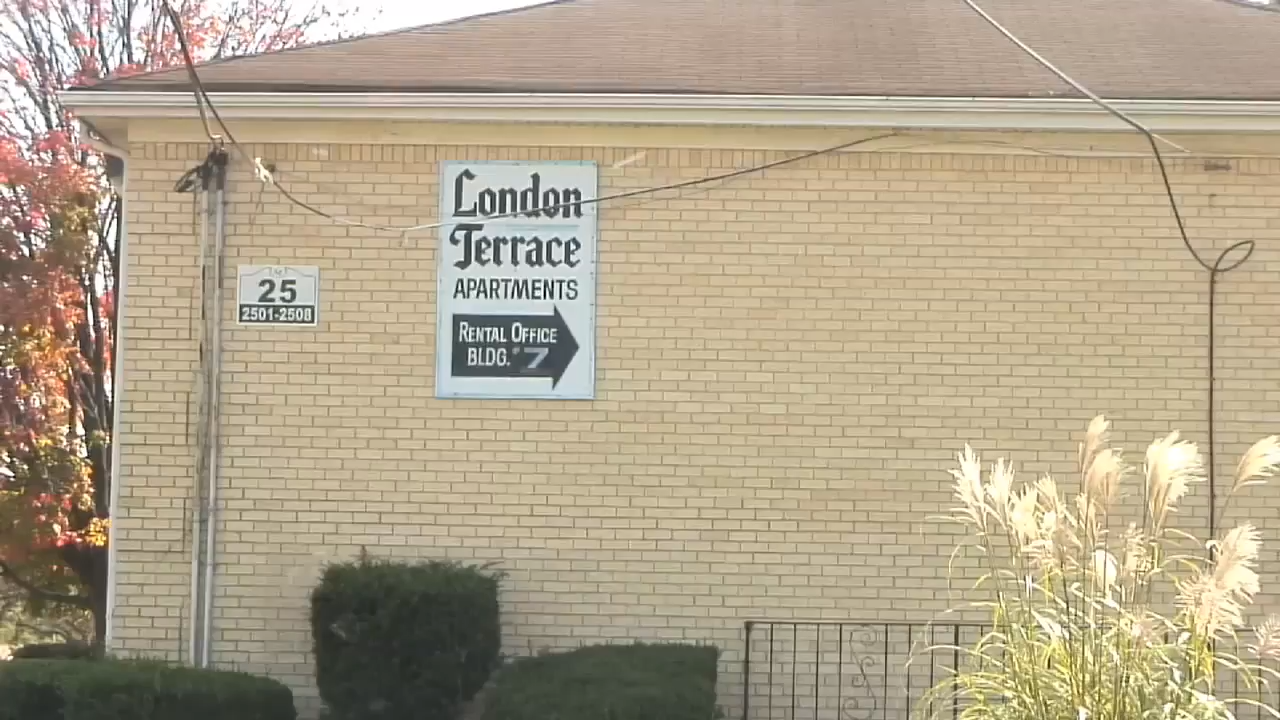 London
Terrace
APARTMENTS
RENTAL OFFICE
BLDG. #7
25
2501-2508